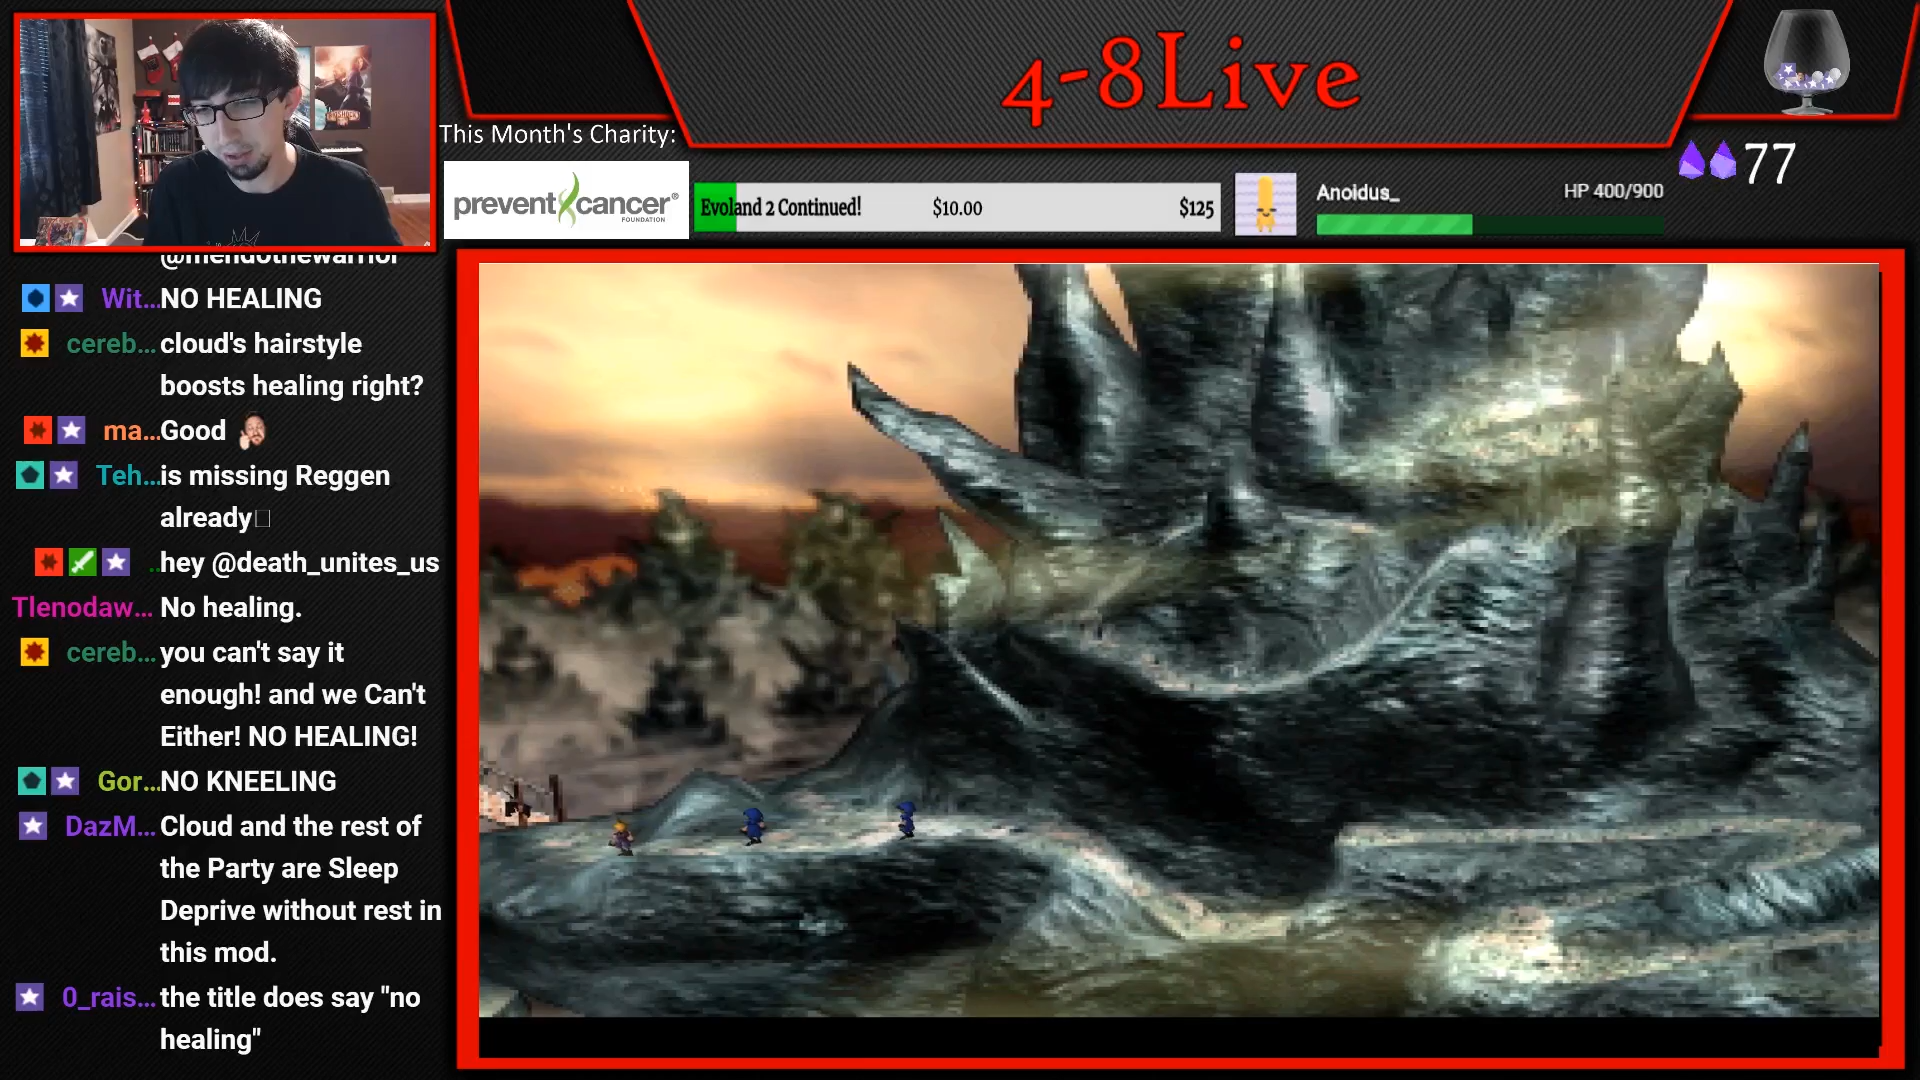 4-8Live
This Month's Charity:
prevent cancer®
FOUNDATION
Evoland 2 Continued! $10.00 $125
Anoidus_ HP 400/900
77
@mendothewarrior
Wit... NO HEALING
cereb... cloud's hairstyle
boosts healing right?
ma... Good
Teh... is missing Reggen
already
.. hey @death_unites_us
Tlenodaw... No healing.
cereb... you can't say it
enough! and we Can't
Either! NO HEALING!
Gor... NO KNEELING
DazM... Cloud and the rest of
the Party are Sleep
Deprive without rest in
this mod.
0_rais... the title does say "no
healing"